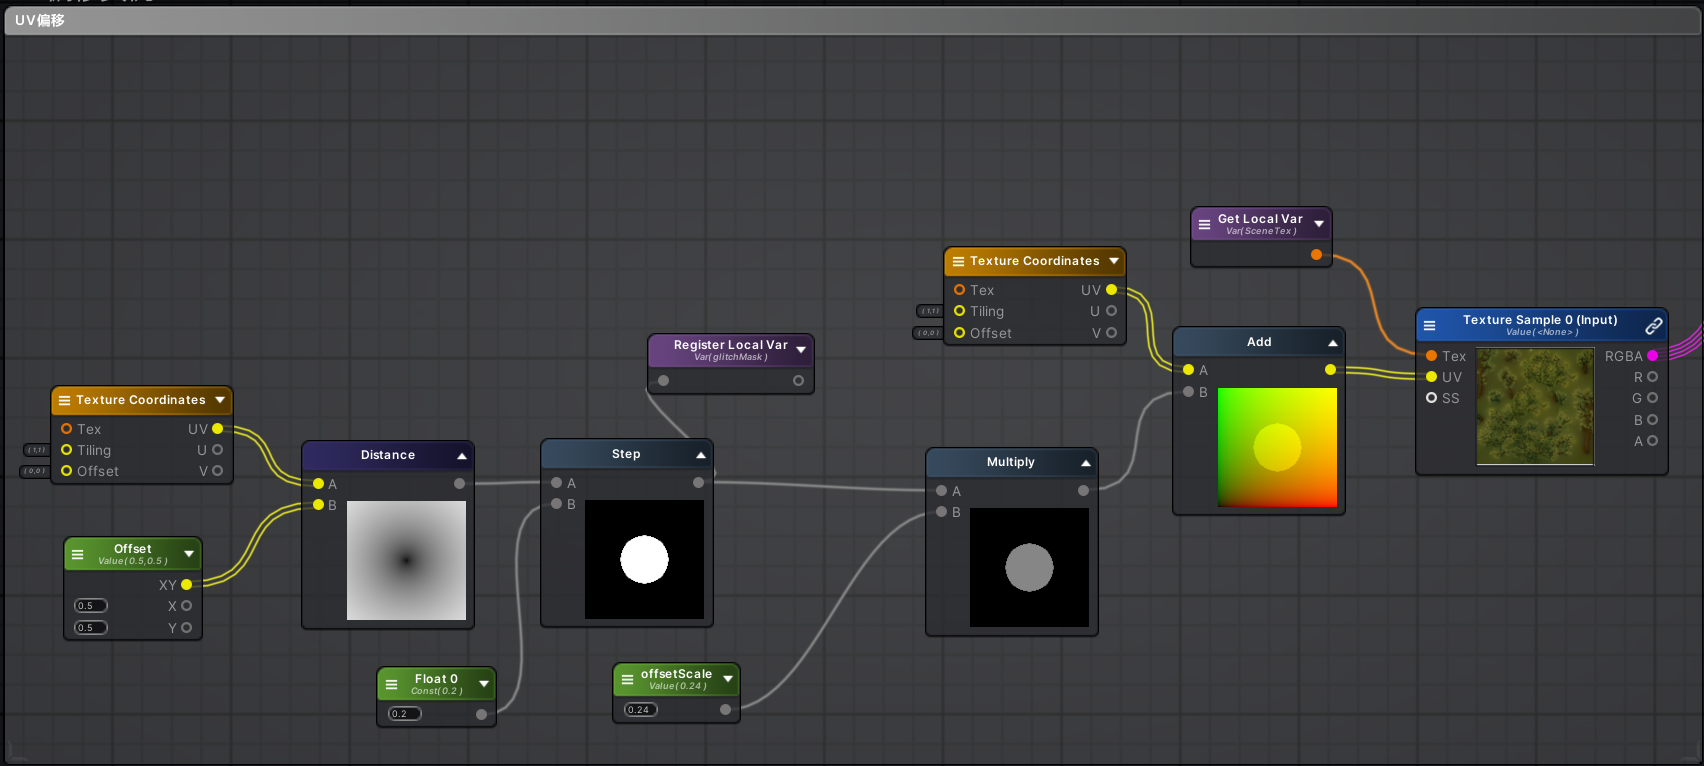 UV偏移
Get Local Var
Var( SceneTex )
Texture Coordinates
Tex
UV
( 1,1 )
Tiling
U
( 0,0 )
Offset
V
Texture Sample 0 (Input)
Value( <None> )
Tex
RGBA
UV
R
SS
G
B
A
Add
A
B
Register Local Var
Var( glitchMask )
Texture Coordinates
Tex
UV
( 1,1 )
Tiling
U
( 0,0 )
Offset
V
Distance
A
B
Step
A
B
Multiply
A
B
Offset
Value( 0.5,0.5 )
XY
0.5
X
0.5
Y
Float 0
Const( 0.2 )
0.2
offsetScale
Value( 0.24 )
0.24